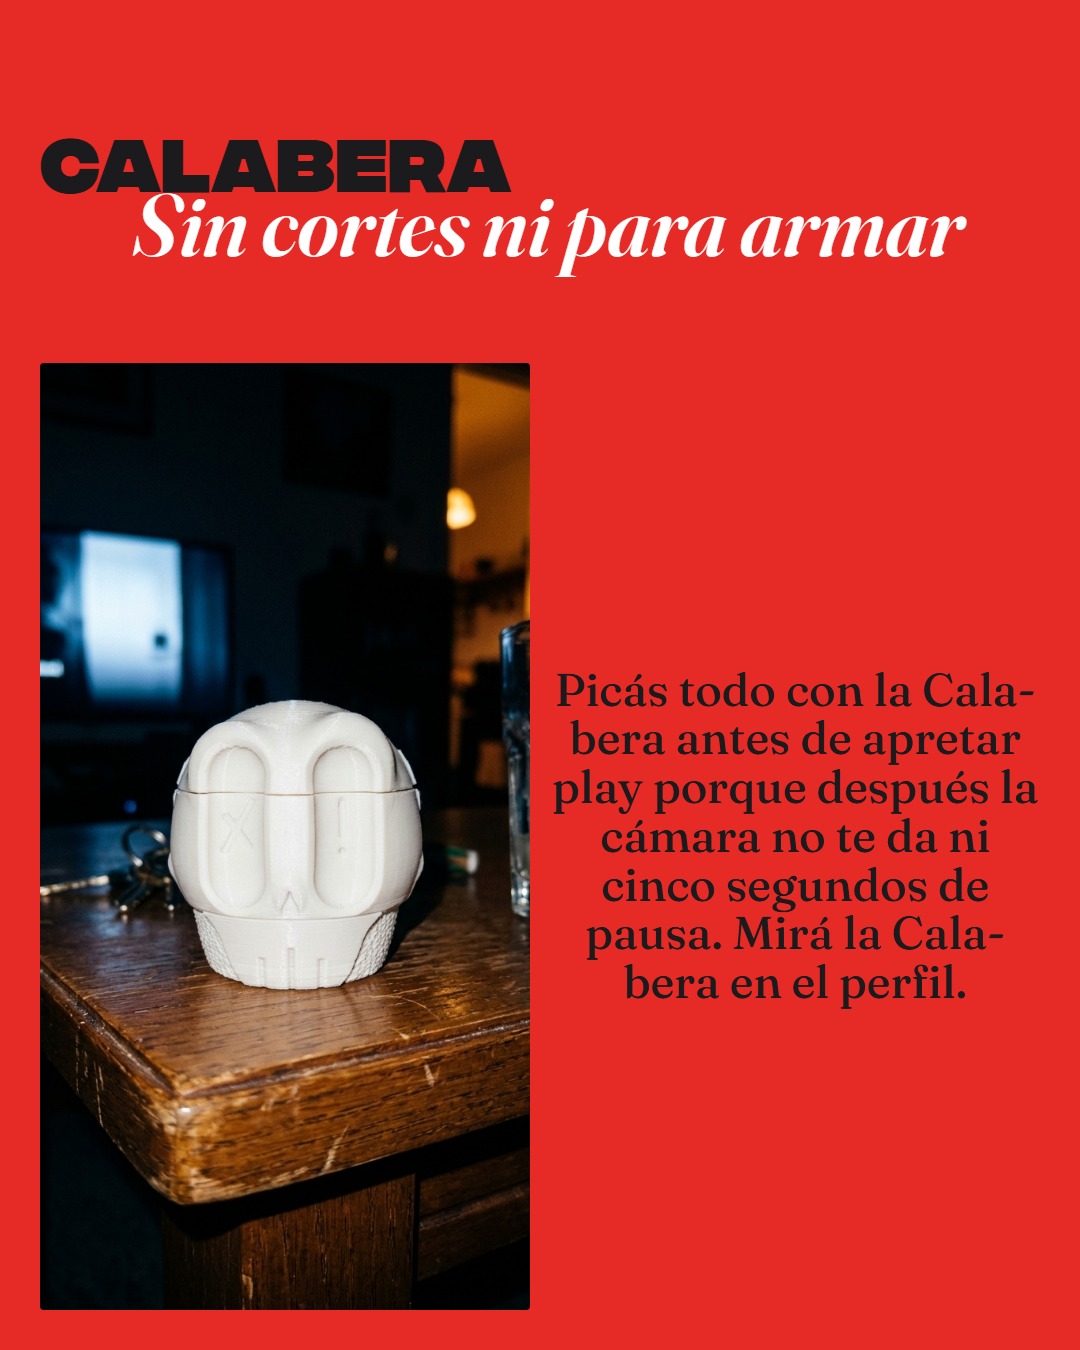 CALABERA
Sin cortes ni para armar
X !
Picás todo con la Cala-
bera antes de apretar
play porque después la
cámara no te da ni
cinco segundos de
pausa. Mirá la Cala-
bera en el perfil.